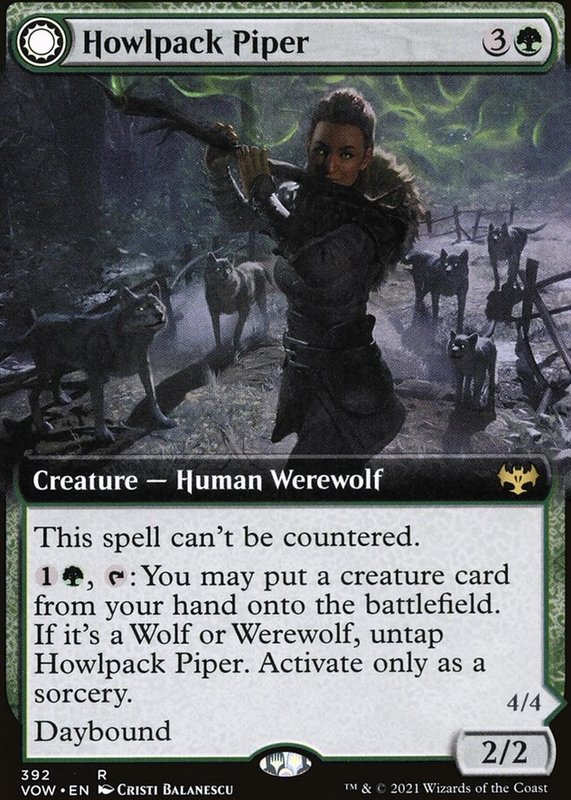 Howlpack Piper 3
Creature — Human Werewolf
This spell can't be countered.
1 , : You may put a creature card
from your hand onto the battlefield.
If it's a Wolf or Werewolf, untap
Howlpack Piper. Activate only as a
sorcery.
4/4
Daybound
2/2
392 R
VOW • EN CRISTI BALANESCU
™ & © 2021 Wizards of the Coast